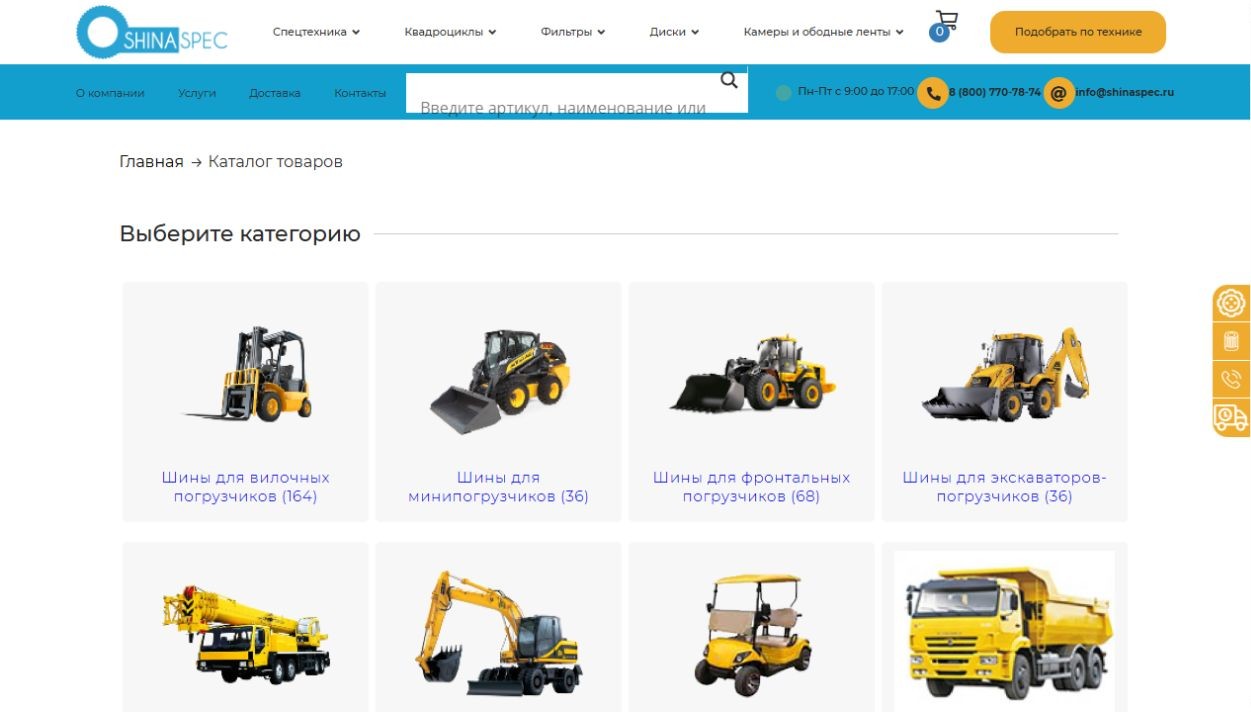 SHINASPEC
Спецтехника
Квадроциклы
Фильтры
Диски
Камеры и ободные ленты
0
Подобрать по технике
О компании
Услуги
Доставка
Контакты
Введите артикул, наименование или
Пн-Пт с 9:00 до 17:00
8 (800) 770-78-74
@
info@shinaspec.ru
Главная → Каталог товаров
Выберите категорию
Шины для вилочных
погрузчиков (164)
Шины для
минипогрузчиков (36)
Шины для фронтальных
погрузчиков (68)
Шины для экскаваторов-
погрузчиков (36)